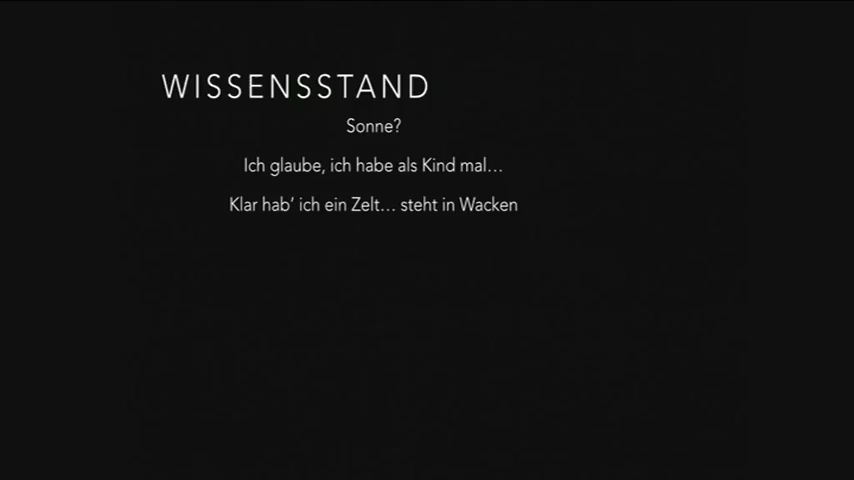 WISSENSSTAND
Sonne?
Ich glaube, ich habe als Kind mal…
Klar hab’ ich ein Zelt… steht in Wacken